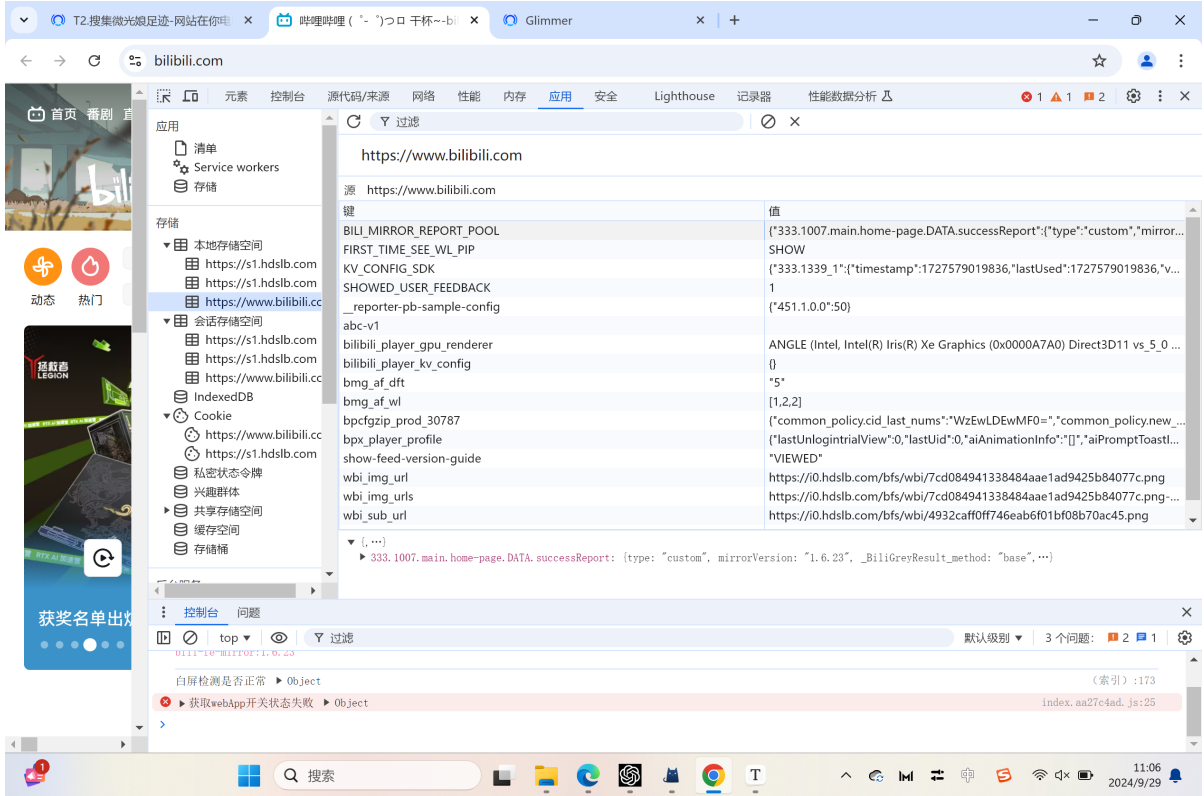 T2.搜集微光娘足迹-网站在你电
哔哩哔哩 (゜-゜)つロ 干杯~-bi
Glimmer
bilibili.com
首页 番剧 直
bili
动态 热门
拯救者
LEGION
获奖名单出炉
元素 控制台 源代码/来源 网络 性能 内存 应用 安全 Lighthouse 记录器 性能数据分析 1 1 2
应用
清单
Service workers
存储
存储
本地存储空间
https://s1.hdslb.com
https://s1.hdslb.com
https://www.bilibili.cc
会话存储空间
https://s1.hdslb.com
https://s1.hdslb.com
https://www.bilibili.cc
IndexedDB
Cookie
https://www.bilibili.cc
https://s1.hdslb.com
私密状态令牌
兴趣群体
共享存储空间
缓存空间
存储桶
过滤
https://www.bilibili.com
源 https://www.bilibili.com
键 值
BILI_MIRROR_REPORT_POOL {"333.1007.main.home-page.DATA.successReport":{"type":"custom","mirror...
FIRST_TIME_SEE_WL_PIP SHOW
KV_CONFIG_SDK {"333.1339_1":{"timestamp":1727579019836,"lastUsed":1727579019836,"v...
SHOWED_USER_FEEDBACK 1
__reporter-pb-sample-config {"451.1.0.0":50}
abc-v1
bilibili_player_gpu_renderer ANGLE (Intel, Intel(R) Iris(R) Xe Graphics (0x0000A7A0) Direct3D11 vs_5_0 ...
bilibili_player_kv_config {}
bmg_af_dft "5"
bmg_af_wl [1,2,2]
bpcfgzip_prod_30787 {"common_policy.cid_last_nums":"WzEwLDEwMF0=","common_policy.new_...
bpx_player_profile {"lastUnlogintrialView":0,"lastUid":0,"aiAnimationInfo":"[]","aiPromptToastI...
show-feed-version-guide "VIEWED"
wbi_img_url https://i0.hdslb.com/bfs/wbi/7cd084941338484aae1ad9425b84077c.png
wbi_img_urls https://i0.hdslb.com/bfs/wbi/7cd084941338484aae1ad9425b84077c.png-...
wbi_sub_url https://i0.hdslb.com/bfs/wbi/4932caff0ff746eab6f01bf08b70ac45.png
{,…}
333.1007.main.home-page.DATA.successReport: {type: "custom", mirrorVersion: "1.6.23", _BiliGreyResult_method: "base",…}
控制台 问题
top 过滤 默认级别 3 个问题: 2 1
bili-fe-mirror:1.6.23
白屏检测是否正常 Object （索引）:173
获取webApp开关状态失败 Object index.aa27c4ad.js:25
1 搜索 T 中 11:06
2024/9/29